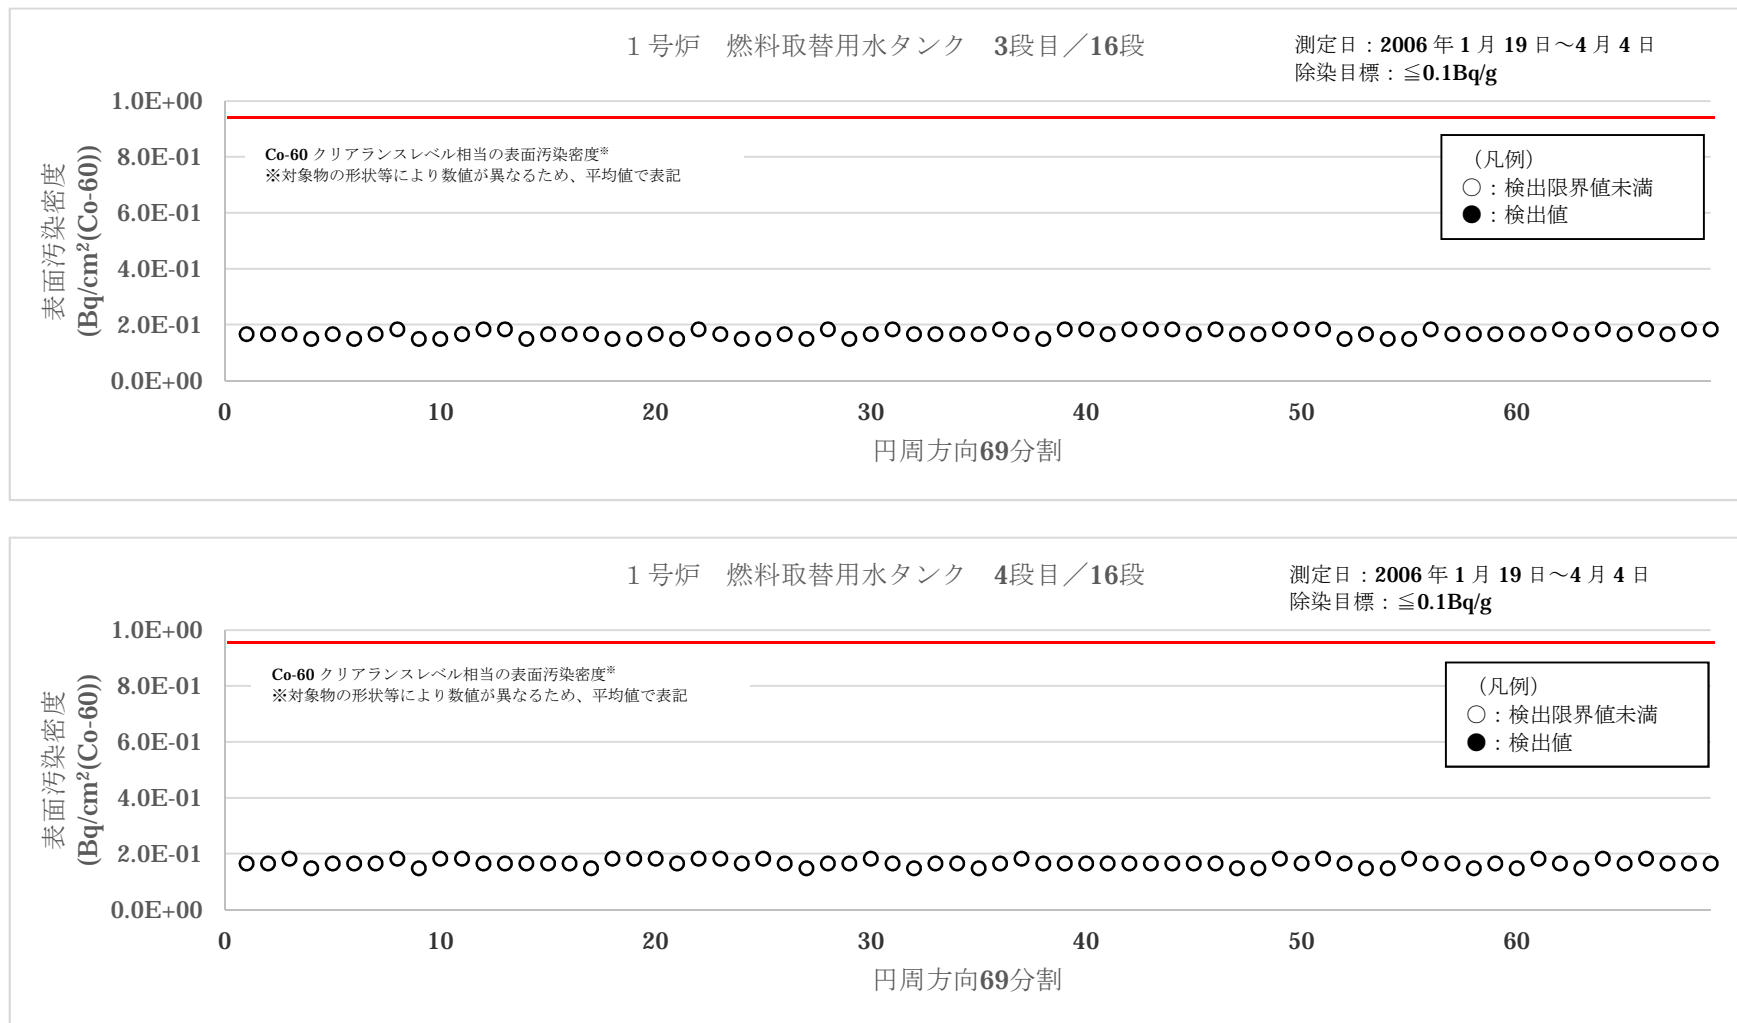 1号炉 燃料取替用水タンク 3段目／16段
測定日：2006年1月19日～4月4日
除染目標：≦0.1Bq/g
表面汚染密度
(Bq/cm²(Co-60))
1.0E+00
8.0E-01
6.0E-01
4.0E-01
2.0E-01
0.0E+00
Co-60クリアランスレベル相当の表面汚染密度※
※対象物の形状等により数値が異なるため、平均値で表記
（凡例）
○：検出限界値未満
●：検出値
0 10 20 30 40 50 60
円周方向69分割
1号炉 燃料取替用水タンク 4段目／16段
測定日：2006年1月19日～4月4日
除染目標：≦0.1Bq/g
表面汚染密度
(Bq/cm²(Co-60))
1.0E+00
8.0E-01
6.0E-01
4.0E-01
2.0E-01
0.0E+00
Co-60クリアランスレベル相当の表面汚染密度※
※対象物の形状等により数値が異なるため、平均値で表記
（凡例）
○：検出限界値未満
●：検出値
0 10 20 30 40 50 60
円周方向69分割